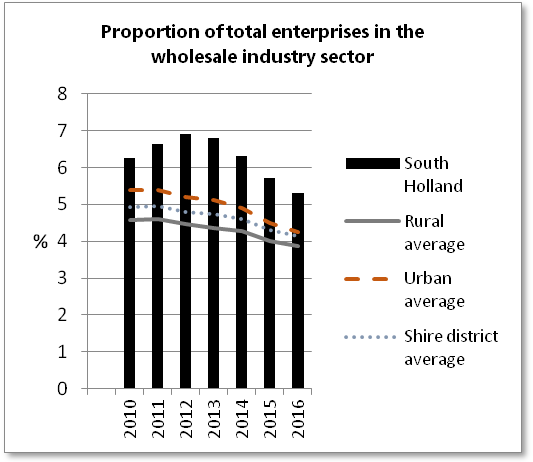 Proportion of total enterprises in the
wholesale industry sector
8
7
6
5
4
3
2
1
0
%
2010
2011
2012
2013
2014
2015
2016
South
Holland
Rural
average
Urban
average
Shire district
average